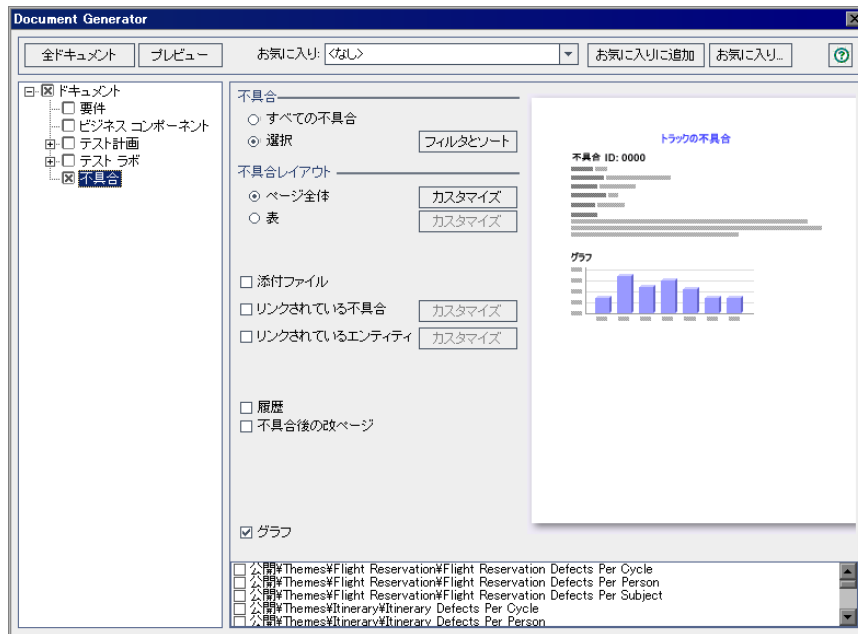 Document Generator
全ドキュメント プレビュー お気に入り: <なし> お気に入りに追加 お気に入り...
ドキュメント
要件
ビジネス コンポーネント
テスト計画
テスト ラボ
不具合
不具合
すべての不具合
選択 フィルタとソート
不具合レイアウト
ページ全体 カスタマイズ
表 カスタマイズ
添付ファイル
リンクされている不具合 カスタマイズ
リンクされているエンティティ カスタマイズ
履歴
不具合後の改ページ
グラフ
トラックの不具合
不具合 ID: 0000
グラフ
公開¥Themes¥Flight Reservation¥Flight Reservation Defects Per Cycle
公開¥Themes¥Flight Reservation¥Flight Reservation Defects Per Person
公開¥Themes¥Flight Reservation¥Flight Reservation Defects Per Subject
公開¥Themes¥Itinerary¥Itinerary Defects Per Cycle
公開¥Themes¥Itinerary¥Itinerary Defects Per Person